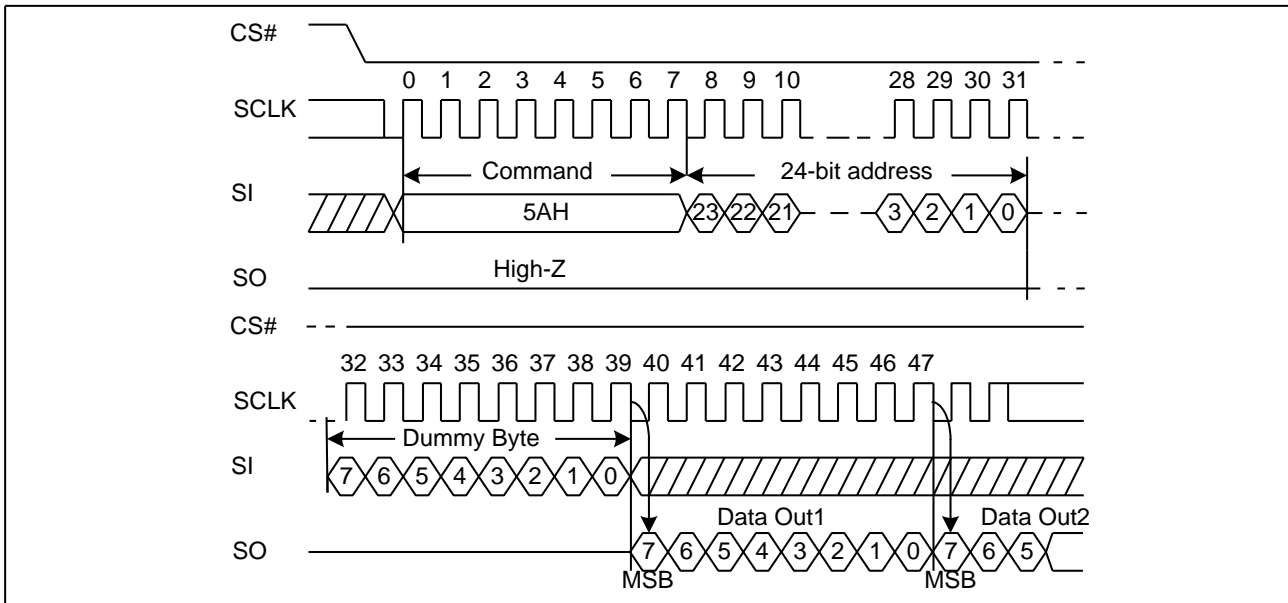 CS#
0 1 2 3 4 5 6 7 8 9 10 28 29 30 31
SCLK
Command 24-bit address
SI
5AH 23 22 21 3 2 1 0
High-Z
SO
CS#
32 33 34 35 36 37 38 39 40 41 42 43 44 45 46 47
SCLK
Dummy Byte
SI
7 6 5 4 3 2 1 0
Data Out1 Data Out2
SO
7 6 5 4 3 2 1 0 7 6 5
MSB MSB